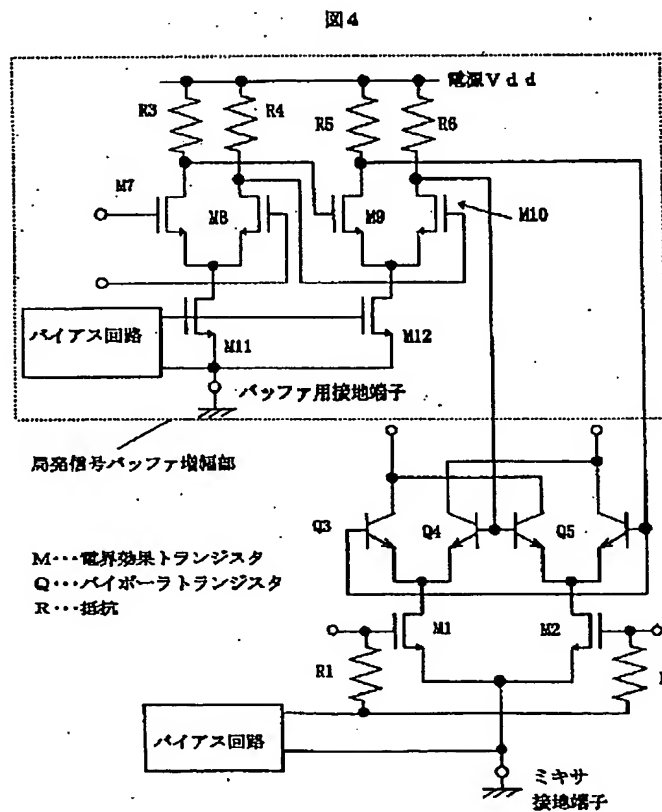 図4
電源Vdd
R3
R4
R5
R6
M7
M8
M9
M10
バイアス回路
M11
M12
バッファ用接地端子
局発信号バッファ増幅部
Q3
Q4
Q5
M・・・電界効果トランジスタ
Q・・・バイポーラトランジスタ
R・・・抵抗
M1
M2
R1
バイアス回路
ミキサ
接地端子